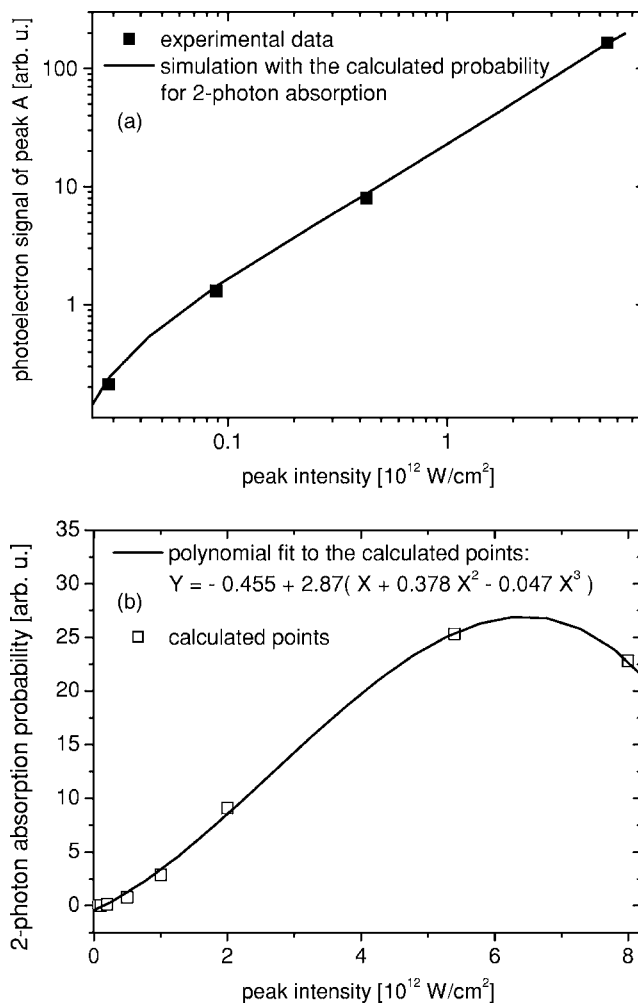 photoelectron signal of peak A [arb. u.]
100
10
1
experimental data
simulation with the calculated probability
for 2-photon absorption
(a)
0.1
1
peak intensity [10¹² W/cm²]
2-photon absorption probability [arb. u.]
35
30
25
20
15
10
5
0
polynomial fit to the calculated points:
Y = - 0.455 + 2.87( X + 0.378 X² - 0.047 X³ )
(b)
calculated points
0
2
4
6
8
peak intensity [10¹² W/cm²]